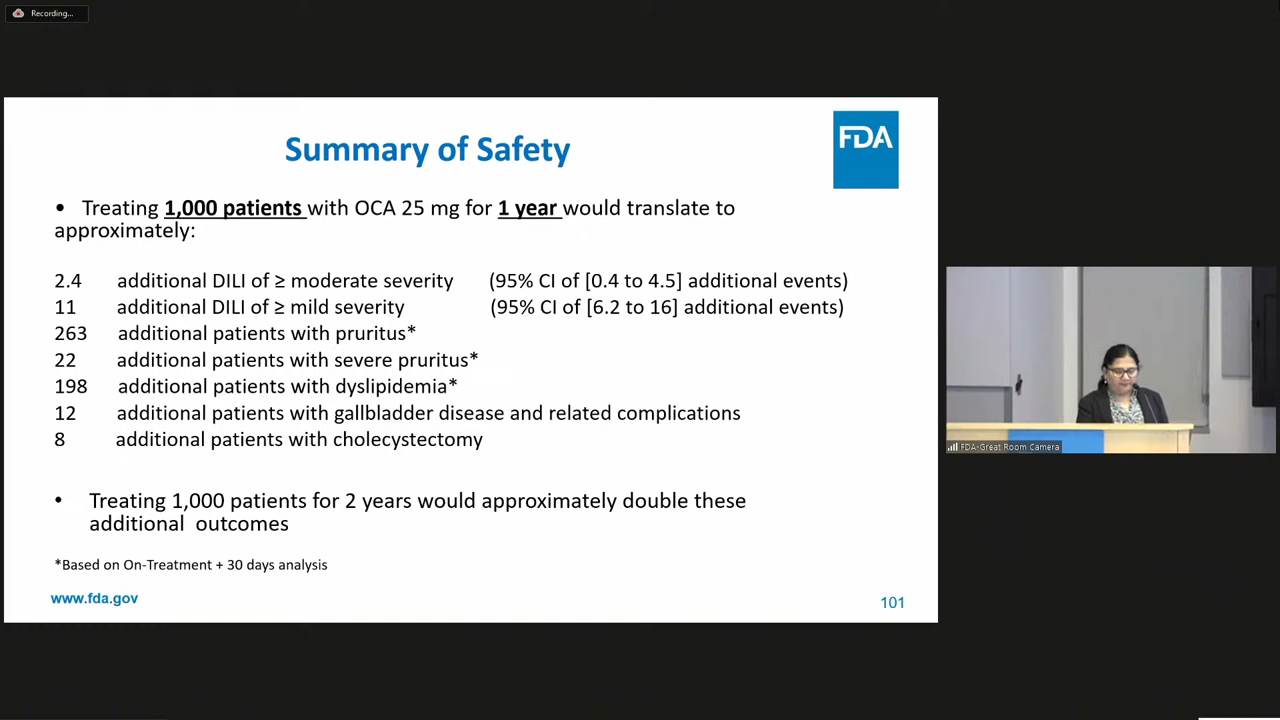 Recording...
Summary of Safety
FDA
• Treating 1,000 patients with OCA 25 mg for 1 year would translate to
approximately:
2.4 additional DILI of ≥ moderate severity (95% CI of [0.4 to 4.5] additional events)
11 additional DILI of ≥ mild severity (95% CI of [6.2 to 16] additional events)
263 additional patients with pruritus*
22 additional patients with severe pruritus*
198 additional patients with dyslipidemia*
12 additional patients with gallbladder disease and related complications
8 additional patients with cholecystectomy
• Treating 1,000 patients for 2 years would approximately double these
additional outcomes
*Based on On-Treatment + 30 days analysis
www.fda.gov
101
FDA-Great Room Camera